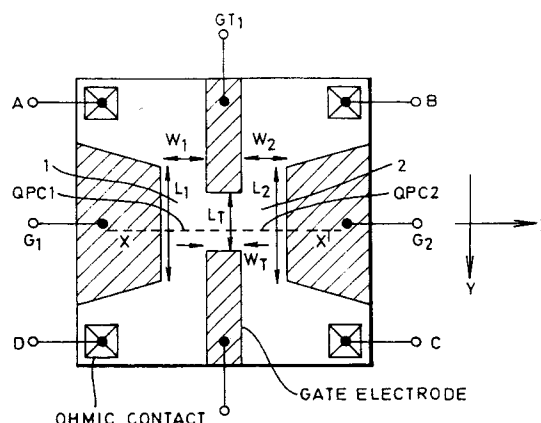 GT1
A
B
W1
W2
1
2
QPC1
L1
L2
QPC2
LT
G1
X
X'
G2
WT
Y
D
C
GATE ELECTRODE
OHMIC CONTACT